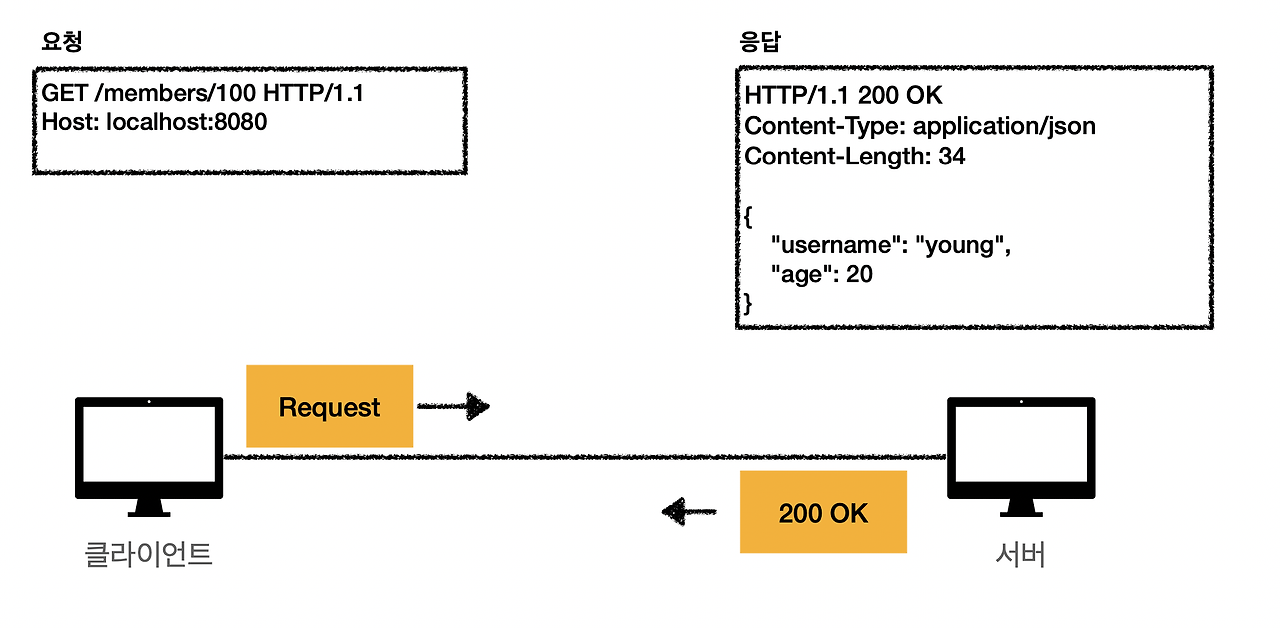 요청
GET /members/100 HTTP/1.1
Host: localhost:8080
응답
HTTP/1.1 200 OK
Content-Type: application/json
Content-Length: 34
{
"username": "young",
"age": 20
}
Request
200 OK
클라이언트
서버